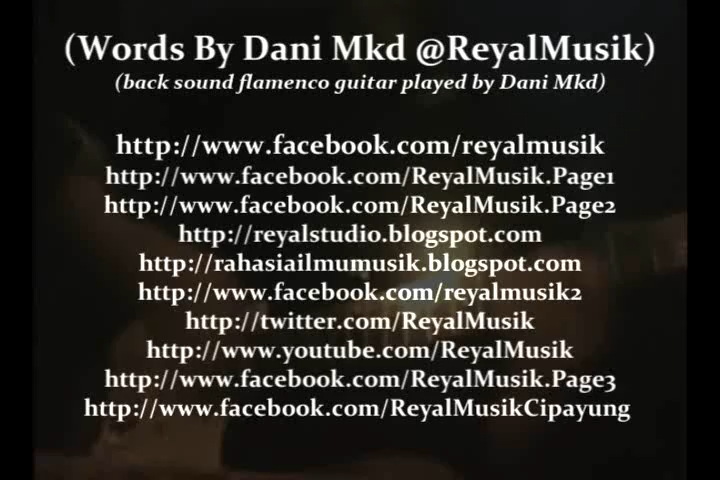 (Words By Dani Mkd @ReyalMusik)
(back sound flamenco guitar played by Dani Mkd)
http://www.facebook.com/reyalmusik
http://www.facebook.com/ReyalMusik.Page1
http://www.facebook.com/ReyalMusik.Page2
http://reyalstudio.blogspot.com
http://rahasiailmumusik.blogspot.com
http://www.facebook.com/reyalmusik2
http://twitter.com/ReyalMusik
http://www.youtube.com/ReyalMusik
http://www.facebook.com/ReyalMusik.Page3
http://www.facebook.com/ReyalMusikCipayung